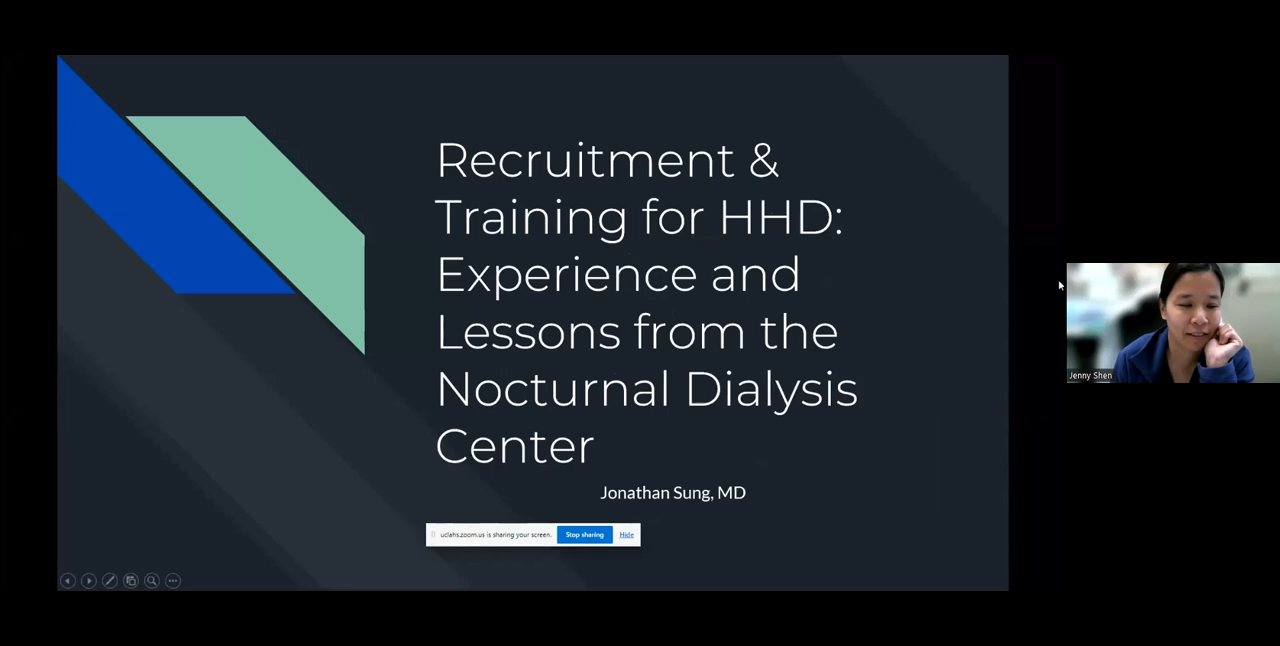 Recruitment &
Training for HHD:
Experience and
Lessons from the
Nocturnal Dialysis
Center
Jonathan Sung, MD
uclahs.zoom.us is sharing your screen. Stop sharing Hide
Jenny Shen